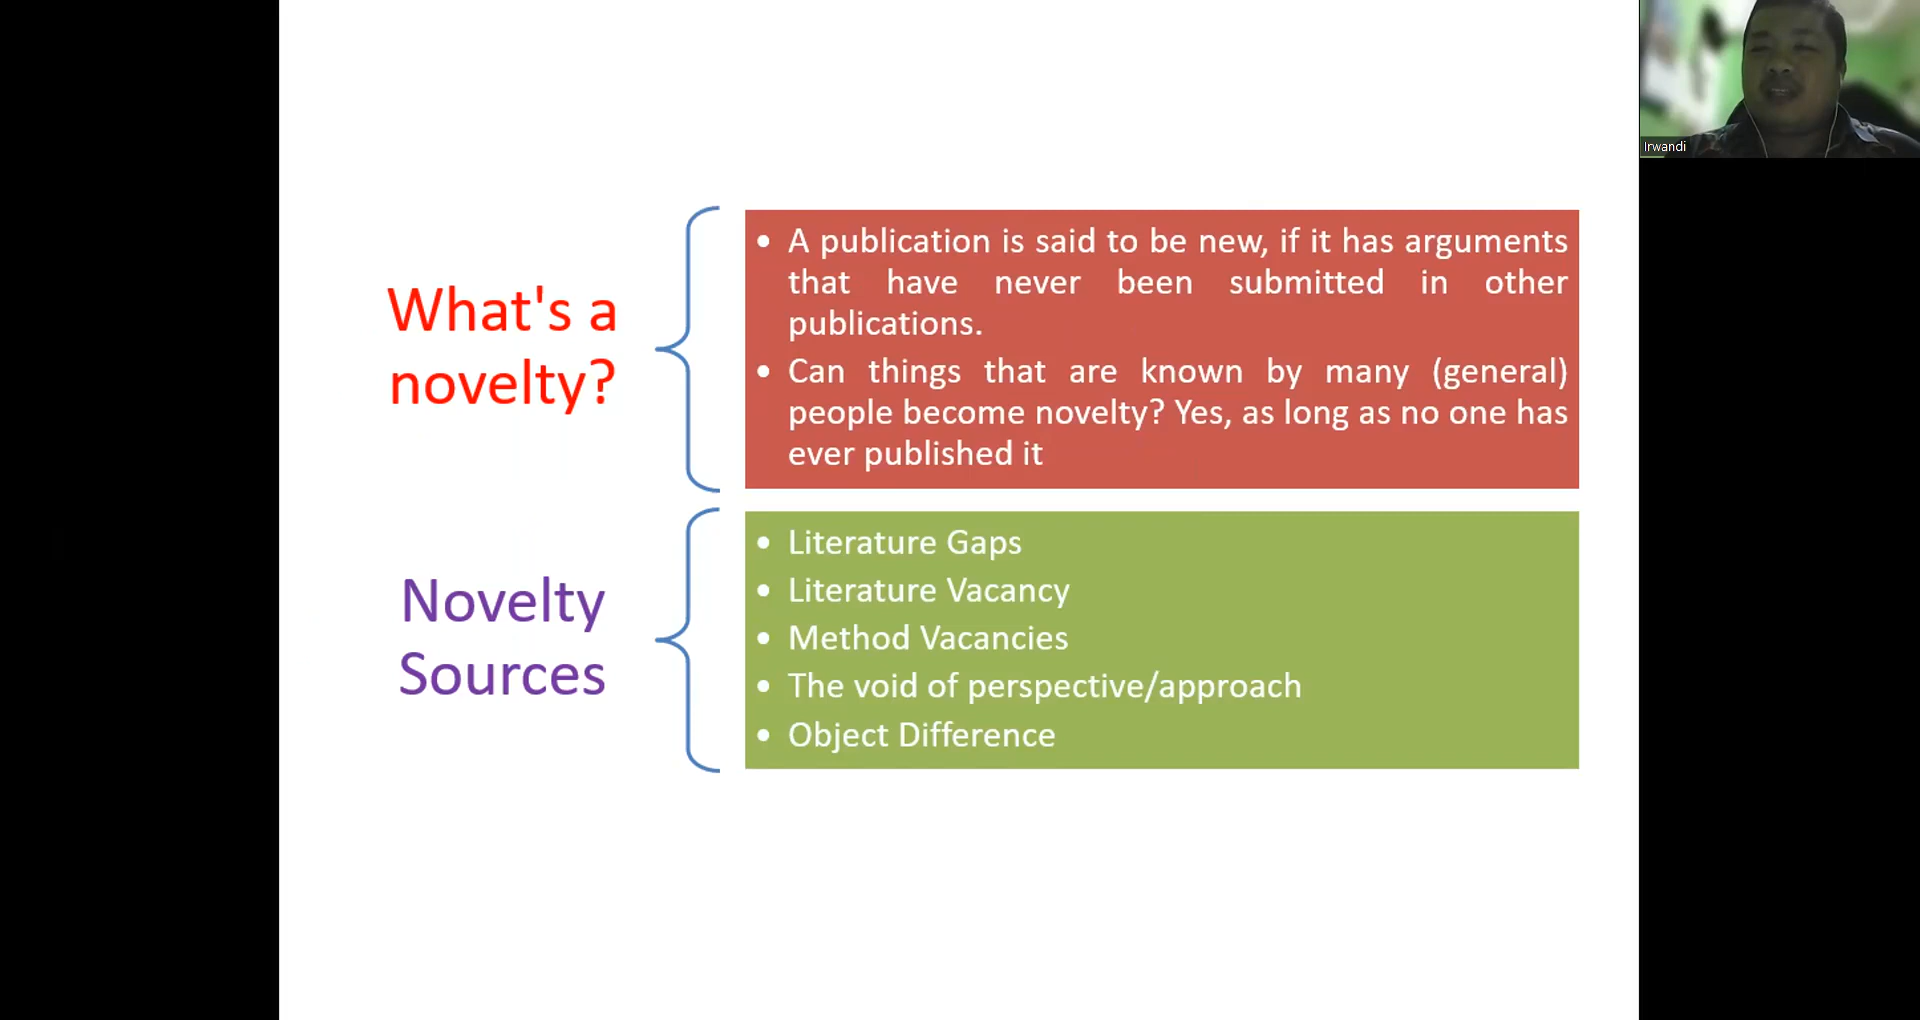 Irwandi
What's a
novelty?
• A publication is said to be new, if it has arguments
that have never been submitted in other
publications.
• Can things that are known by many (general)
people become novelty? Yes, as long as no one has
ever published it
Novelty
Sources
• Literature Gaps
• Literature Vacancy
• Method Vacancies
• The void of perspective/approach
• Object Difference